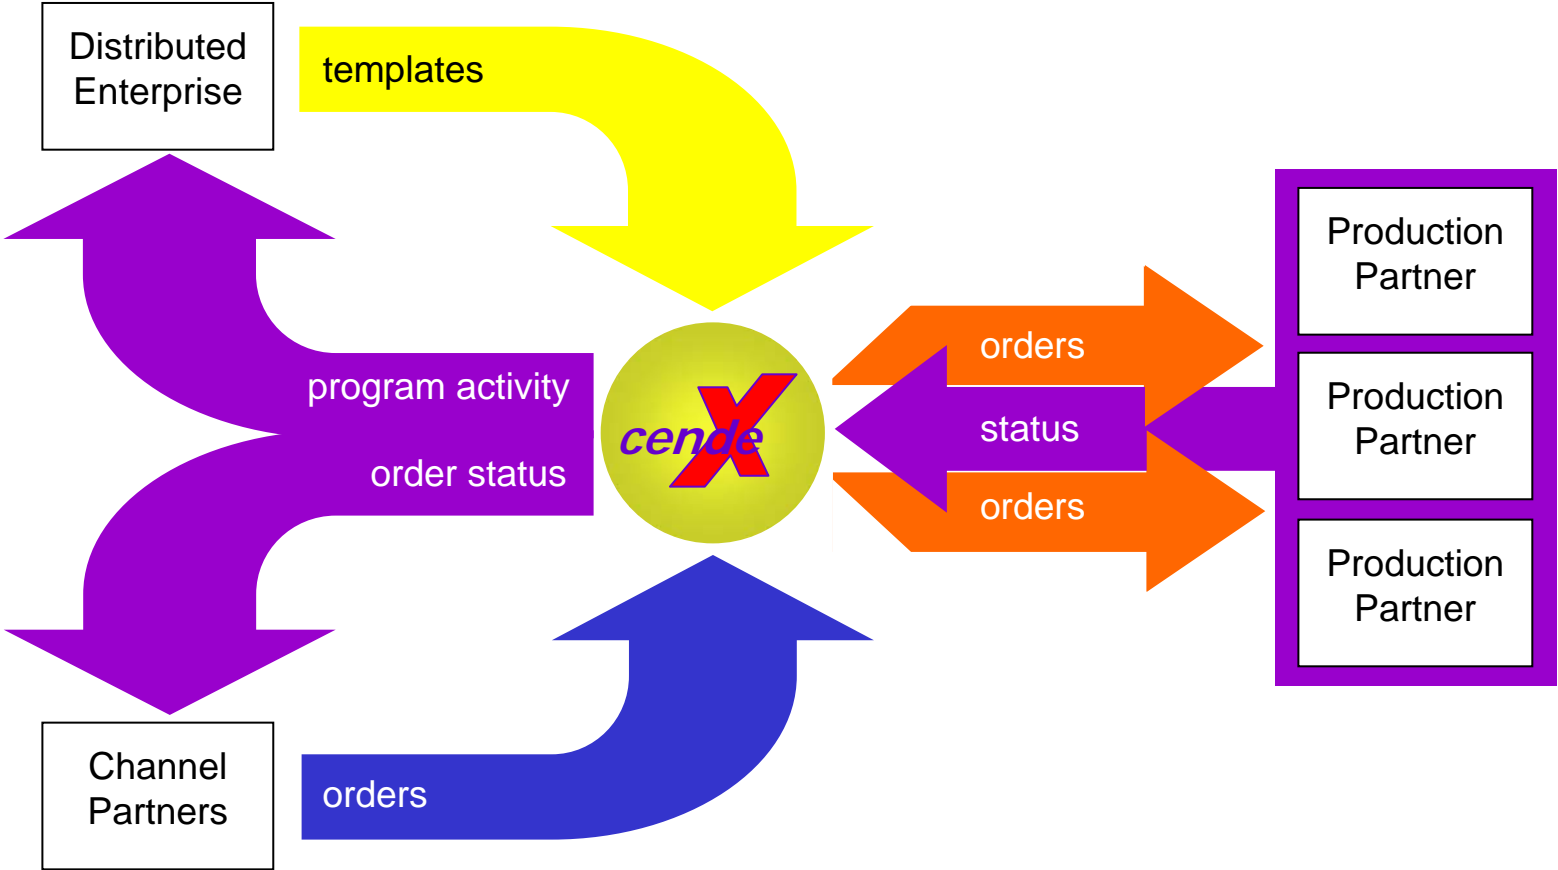 Distributed
Enterprise
templates
Production
Partner
orders
program activity
cendeX
Production
Partner
status
order status
orders
Production
Partner
Channel
Partners
orders